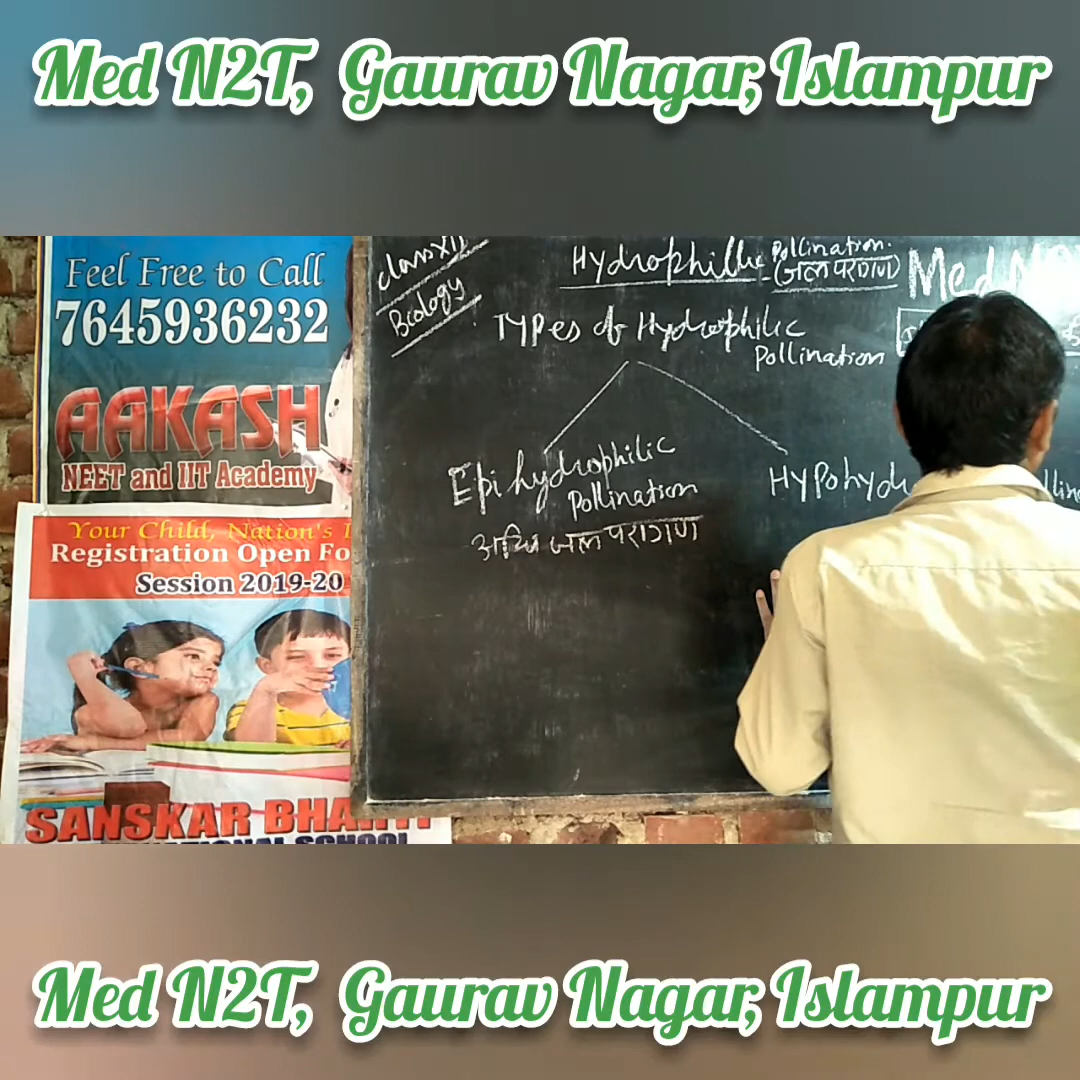 Med N2T, Gaurav Nagar, Islampur
Feel Free to Call
7645936232
AAKASH
NEET and IIT Academy
Your Child, Nation's
Registration Open Fo
Session 2019-20
SANSKAR BHARTI
Class XII
Biology
Hydrophillic Pollination.
(जल परागण)
Med N
Types of Hydrophilic
Pollination
Epihydrophilic
Pollination
अधि जल परागण
HYPohydr
Med N2T, Gaurav Nagar, Islampur